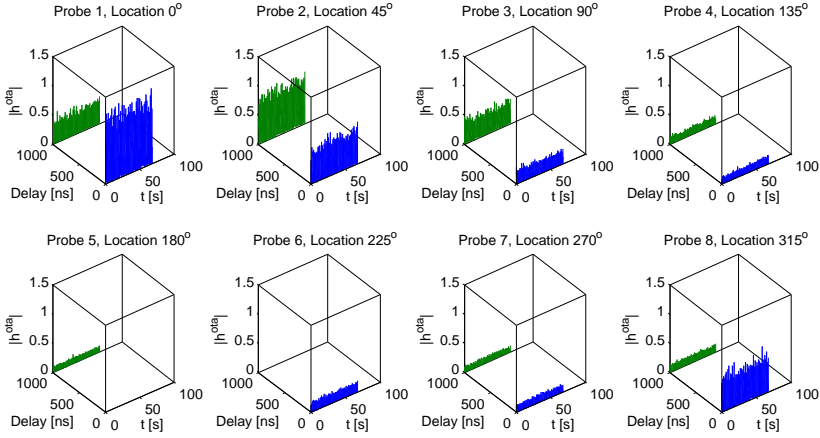 Probe 1, Location 0°
Probe 2, Location 45°
Probe 3, Location 90°
Probe 4, Location 135°
1.5
1
0.5
0
|h^ota|
1000
500
0
Delay [ns]
0
50
100
t [s]
1.5
1
0.5
0
|h^ota|
1000
500
0
Delay [ns]
0
50
100
t [s]
1.5
1
0.5
0
|h^ota|
1000
500
0
Delay [ns]
0
50
100
t [s]
1.5
1
0.5
0
|h^ota|
1000
500
0
Delay [ns]
0
50
100
t [s]
Probe 5, Location 180°
Probe 6, Location 225°
Probe 7, Location 270°
Probe 8, Location 315°
1.5
1
0.5
0
|h^ota|
1000
500
0
Delay [ns]
0
50
100
t [s]
1.5
1
0.5
0
|h^ota|
1000
500
0
Delay [ns]
0
50
100
t [s]
1.5
1
0.5
0
|h^ota|
1000
500
0
Delay [ns]
0
50
100
t [s]
1.5
1
0.5
0
|h^ota|
1000
500
0
Delay [ns]
0
50
100
t [s]